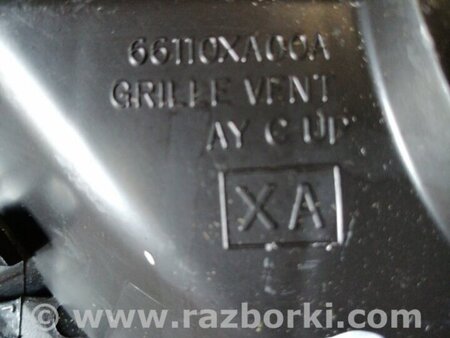 66110XA00A
GRILLE VENT
AY C UP
XA
www.razborki.com